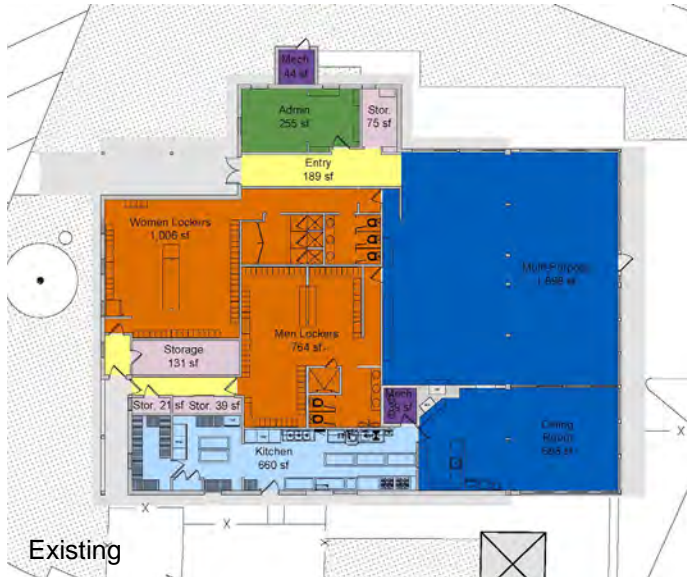 Mech.
44 sf
Admin
255 sf
Stor.
75 sf
Entry
189 sf
Women Lockers
1,006 sf
Multi-Purpose
Men Lockers
764 sf
Storage
131 sf
Stor. 21 sf
Stor. 39 sf
Mech.
Dining
Room
Kitchen
660 sf
X
X
X
X
Existing